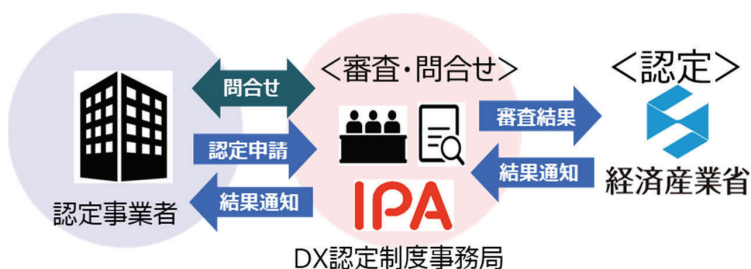 ＜審査・問合せ＞
＜認定＞
問合せ
認定申請
結果通知
審査結果
結果通知
認定事業者
IPA
DX認定制度事務局
経済産業省